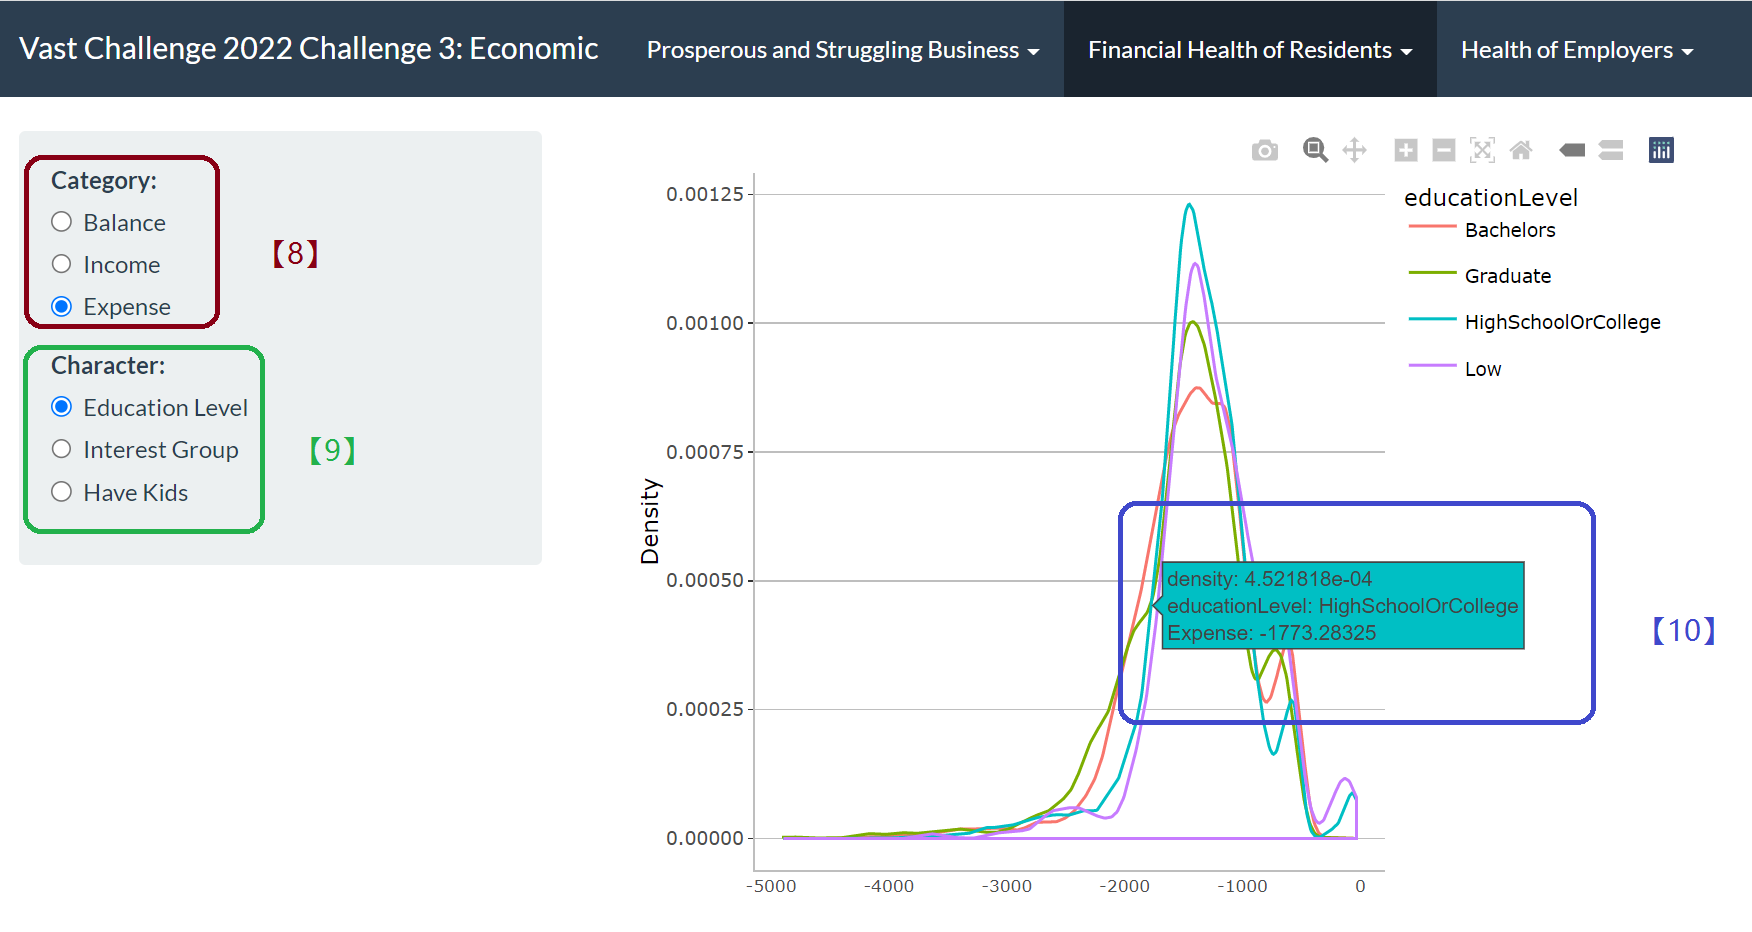 Vast Challenge 2022 Challenge 3: Economic Prosperous and Struggling Business Financial Health of Residents Health of Employers
Category:
Balance
Income
Expense
【8】
Character:
Education Level
Interest Group
Have Kids
【9】
educationLevel
Bachelors
Graduate
HighSchoolOrCollege
Low
Density
0.00125
0.00100
0.00075
0.00050
0.00025
0.00000
density: 4.521818e-04
educationLevel: HighSchoolOrCollege
Expense: -1773.28325
【10】
-5000 -4000 -3000 -2000 -1000 0